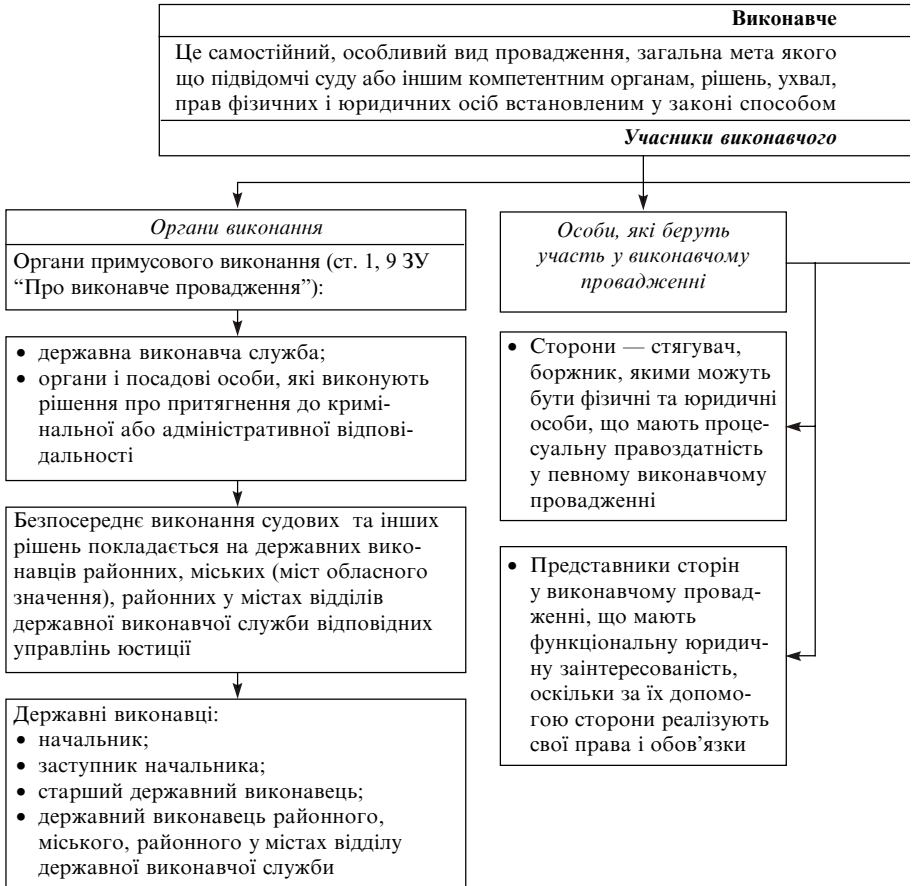 Виконавче
Це самостійний, особливий вид провадження, загальна мета якого
що підвідомчі суду або іншим компетентним органам, рішень, ухвал,
прав фізичних і юридичних осіб встановленим у законі способом
Учасники виконавчого
Органи виконання
Органи примусового виконання (ст. 1, 9 ЗУ
“Про виконавче провадження”):
• державна виконавча служба;
• органи і посадові особи, які виконують
рішення про притягнення до кримі-
нальної або адміністративної відпові-
дальності
Безпосереднє виконання судових та інших
рішень покладається на державних вико-
навців районних, міських (міст обласного
значення), районних у містах відділів
державної виконавчої служби відповідних
управлінь юстиції
Державні виконавці:
• начальник;
• заступник начальника;
• старший державний виконавець;
• державний виконавець районного,
міського, районного у містах відділу
державної виконавчої служби
Особи, які беруть
участь у виконавчому
провадженні
• Сторони — стягувач,
боржник, якими можуть
бути фізичні та юридичні
особи, що мають проце-
суальну правоздатність
у певному виконавчому
провадженні
• Представники сторін
у виконавчому провад-
женні, що мають
функціональну юридич-
ну заінтересованість,
оскільки за їх допомо-
гою сторони реалізують
свої права і обов’язки